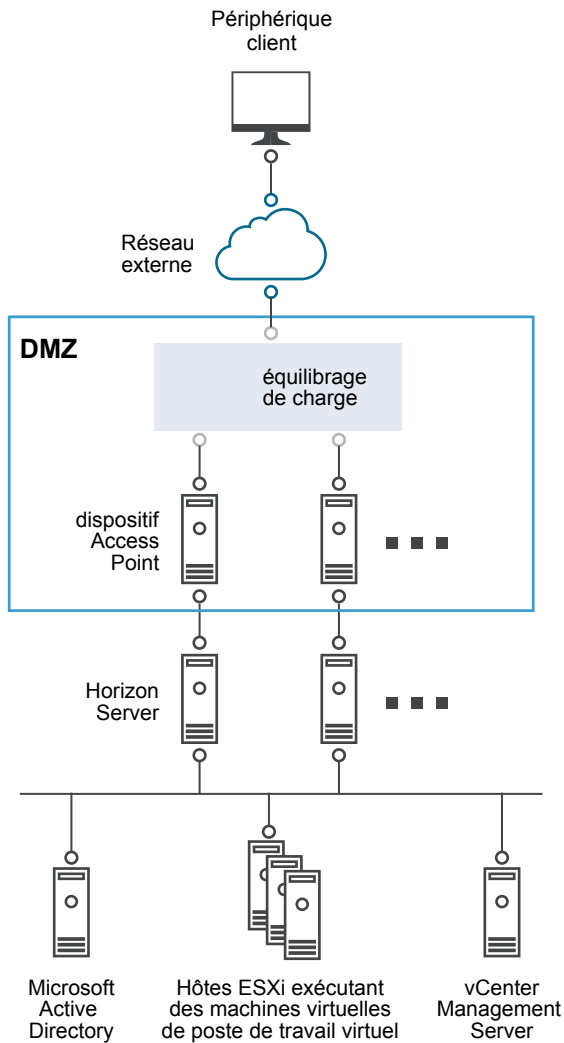 Périphérique
client
Réseau
externe
DMZ
équilibrage
de charge
dispositif
Access
Point
Horizon
Server
Microsoft
Active
Directory
Hôtes ESXi exécutant
des machines virtuelles
de poste de travail virtuel
vCenter
Management
Server